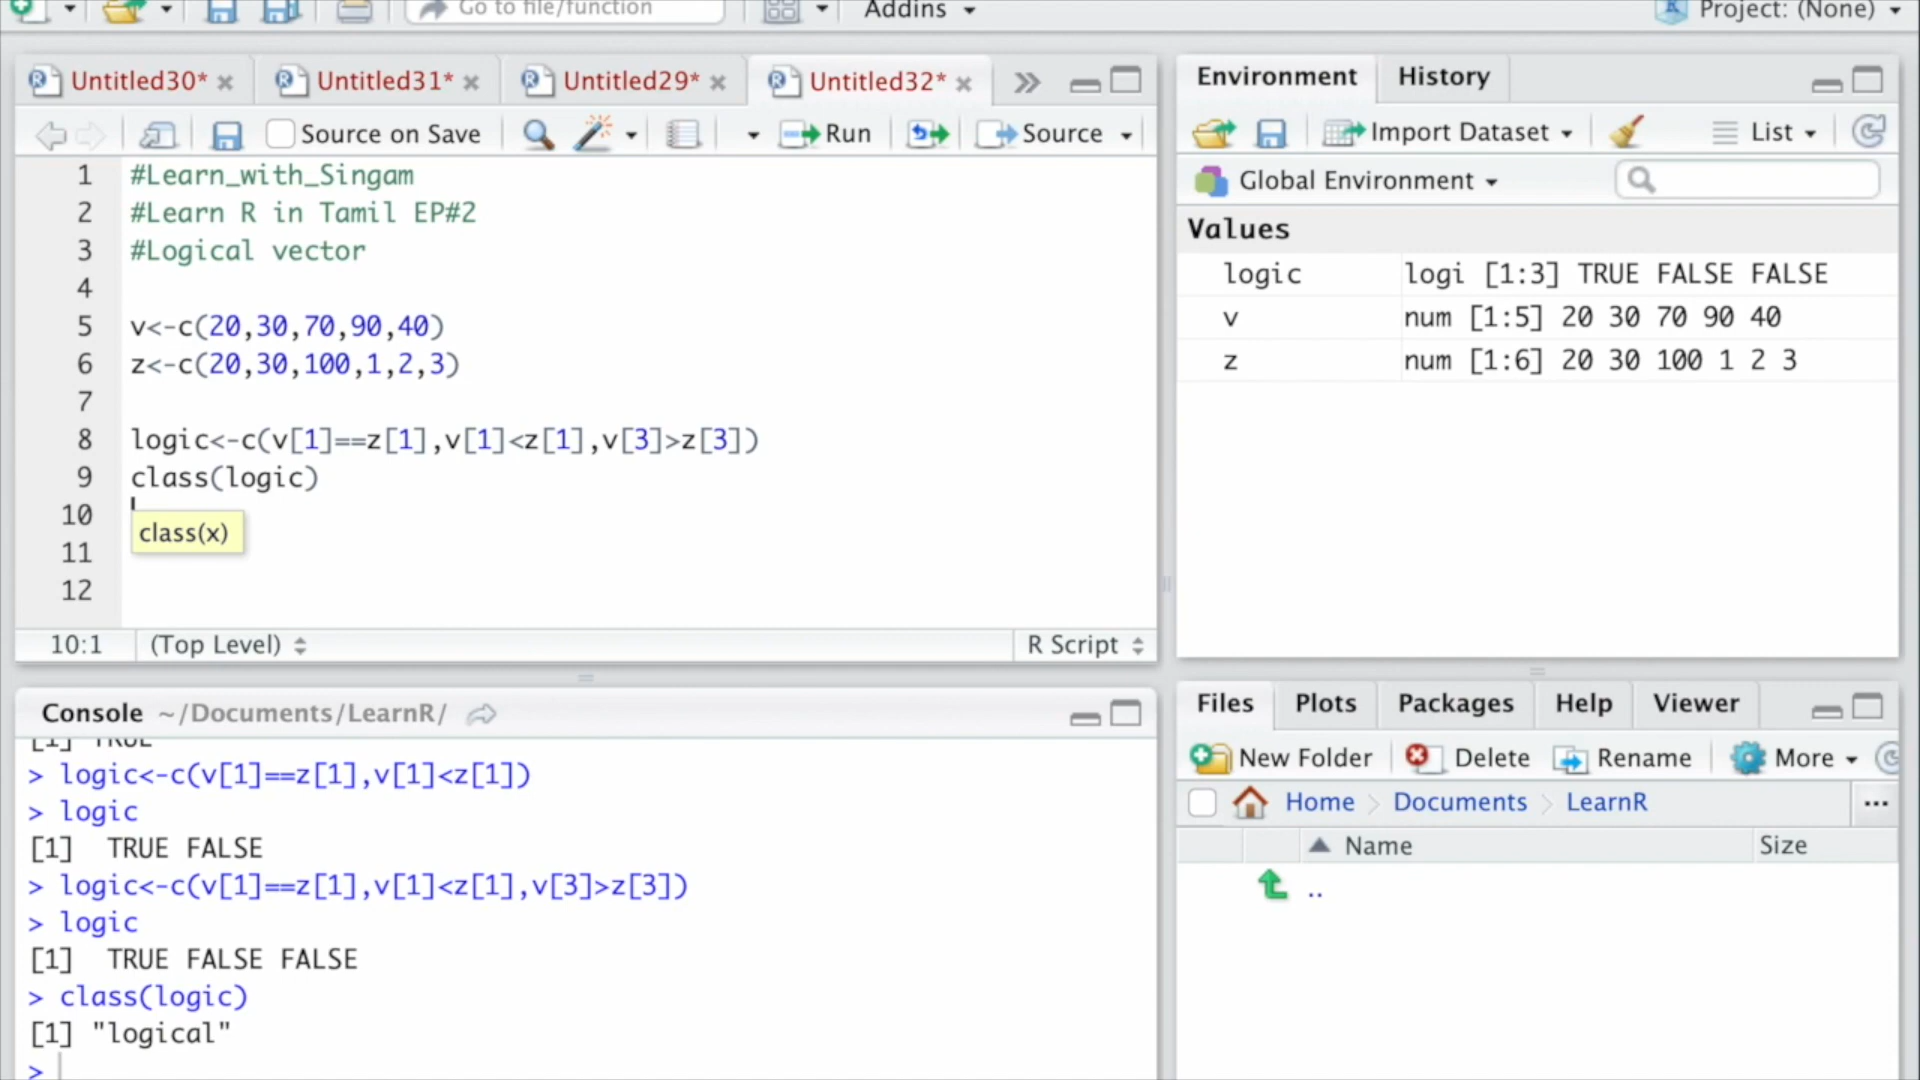 Go to file/function
Addins
Project: (None)
Untitled30*
Untitled31*
Untitled29*
Untitled32*
Source on Save
Run
Source
1 #Learn_with_Singam
2 #Learn R in Tamil EP#2
3 #Logical vector
4
5 v<-c(20,30,70,90,40)
6 z<-c(20,30,100,1,2,3)
7
8 logic<-c(v[1]==z[1],v[1]<z[1],v[3]>z[3])
9 class(logic)
10
class(x)
11
12
10:1 (Top Level) R Script
Console ~/Documents/LearnR/
[1] TRUE
> logic<-c(v[1]==z[1],v[1]<z[1])
> logic
[1] TRUE FALSE
> logic<-c(v[1]==z[1],v[1]<z[1],v[3]>z[3])
> logic
[1] TRUE FALSE FALSE
> class(logic)
[1] "logical"
>
Environment History
Import Dataset List
Global Environment
Values
logic logi [1:3] TRUE FALSE FALSE
v num [1:5] 20 30 70 90 40
z num [1:6] 20 30 100 1 2 3
Files Plots Packages Help Viewer
New Folder Delete Rename More
Home Documents LearnR ...
Name Size
..